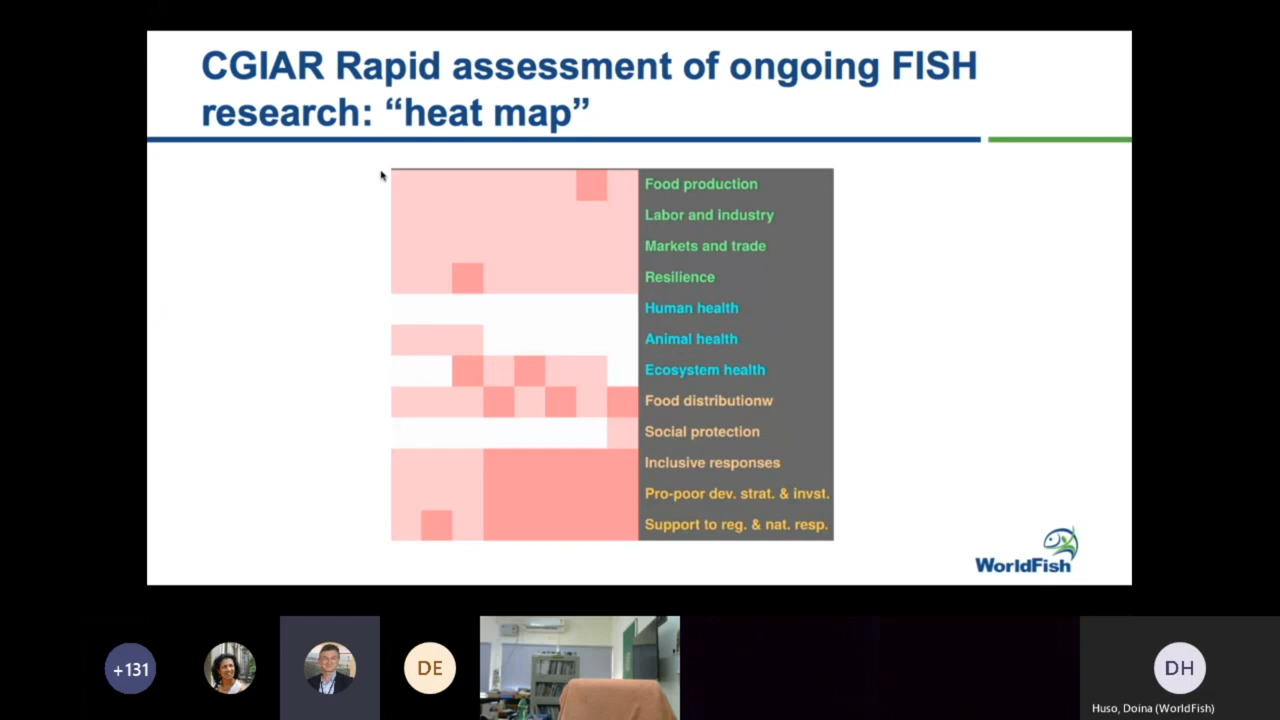 CGIAR Rapid assessment of ongoing FISH
research: “heat map”
Food production
Labor and industry
Markets and trade
Resilience
Human health
Animal health
Ecosystem health
Food distributionw
Social protection
Inclusive responses
Pro-poor dev. strat. & invst.
Support to reg. & nat. resp.
WorldFish
+131
DE
DH
Huso, Doina (WorldFish)